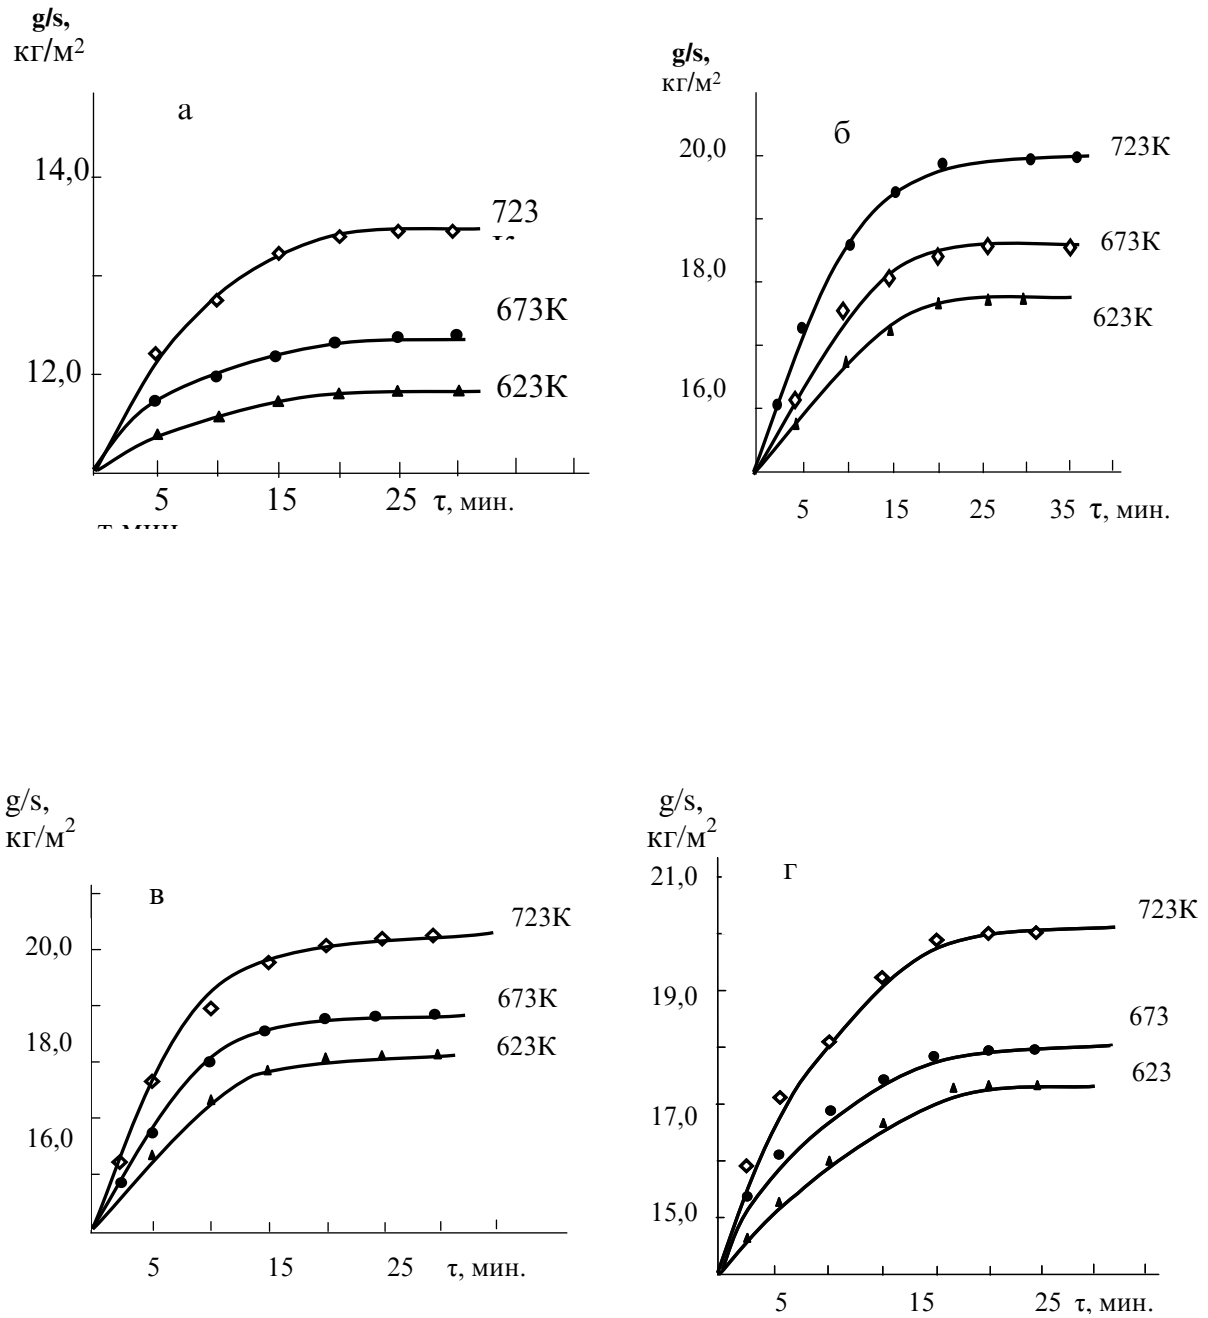 g/s,
кг/м²
а
14,0
12,0
723
673К
623К
5 15 25 τ, мин.
g/s,
кг/м²
б
20,0
18,0
16,0
723К
673К
623К
5 15 25 35 τ, мин.
g/s,
кг/м²
в
20,0
18,0
16,0
723К
673К
623К
5 15 25 τ, мин.
g/s,
кг/м²
г
21,0
19,0
17,0
15,0
723К
673
623
5 15 25 τ, мин.